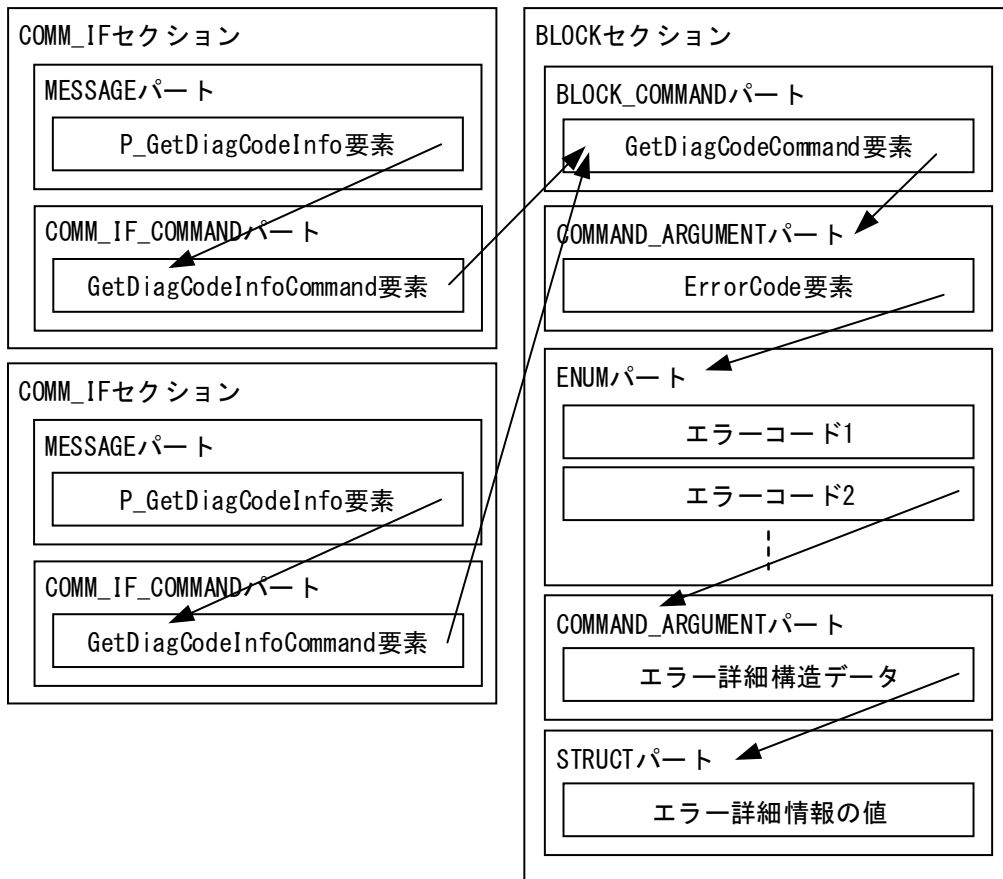 COMM_IFセクション
MESSAGEパート
P_GetDiagCodeInfo要素
COMM_IF_COMMANDパート
GetDiagCodeInfoCommand要素
COMM_IFセクション
MESSAGEパート
P_GetDiagCodeInfo要素
COMM_IF_COMMANDパート
GetDiagCodeInfoCommand要素
BLOCKセクション
BLOCK_COMMANDパート
GetDiagCodeCommand要素
COMMAND_ARGUMENTパート
ErrorCode要素
ENUMパート
エラーコード1
エラーコード2
COMMAND_ARGUMENTパート
エラー詳細構造データ
STRUCTパート
エラー詳細情報の値